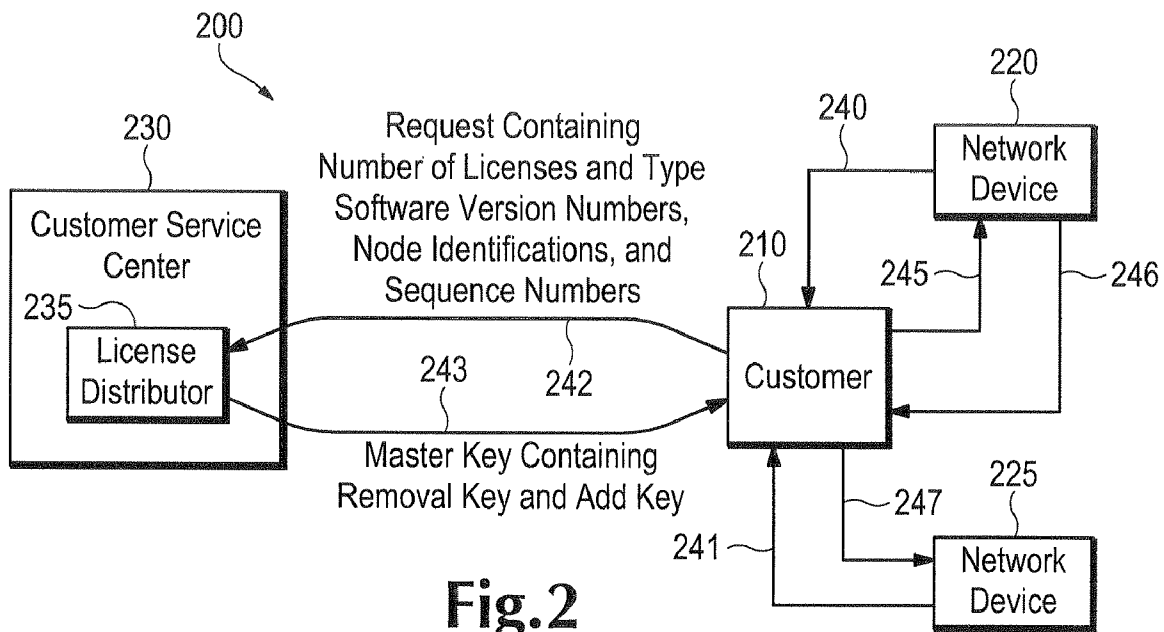 200
230
Customer Service
Center
235
License
Distributor
Request Containing
Number of Licenses and Type
Software Version Numbers,
Node Identifications, and
Sequence Numbers
242
243
Master Key Containing
Removal Key and Add Key
210
Customer
240
220
Network
Device
245
246
247
241
225
Network
Device
Fig.2